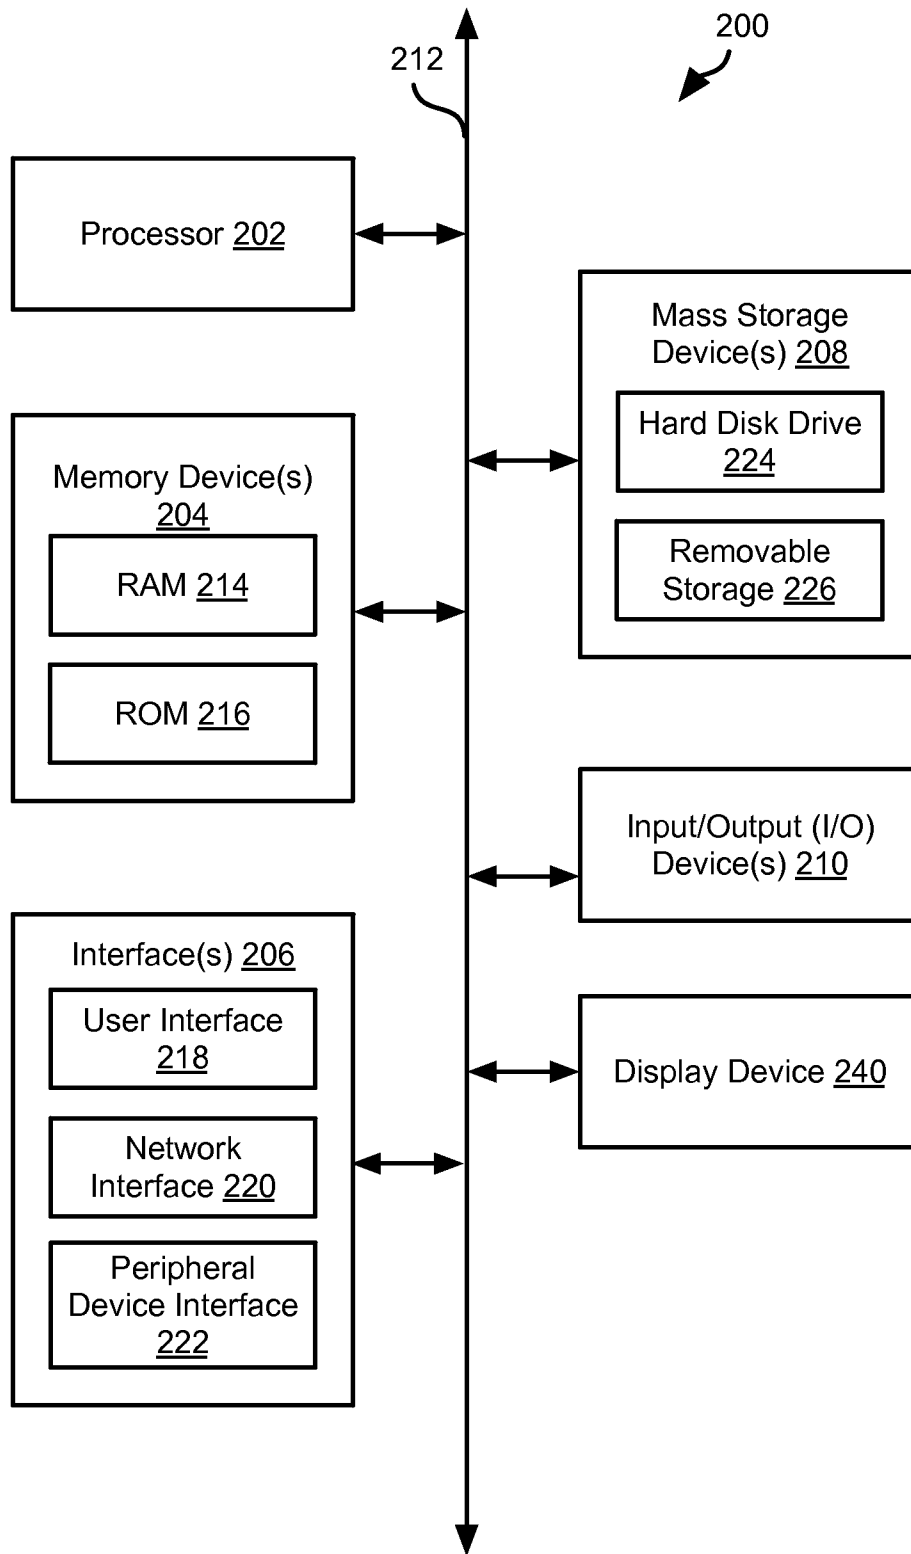 200
212
Processor 202
Mass Storage
Device(s) 208
Hard Disk Drive
224
Removable
Storage 226
Memory Device(s)
204
RAM 214
ROM 216
Input/Output (I/O)
Device(s) 210
Interface(s) 206
User Interface
218
Network
Interface 220
Peripheral
Device Interface
222
Display Device 240